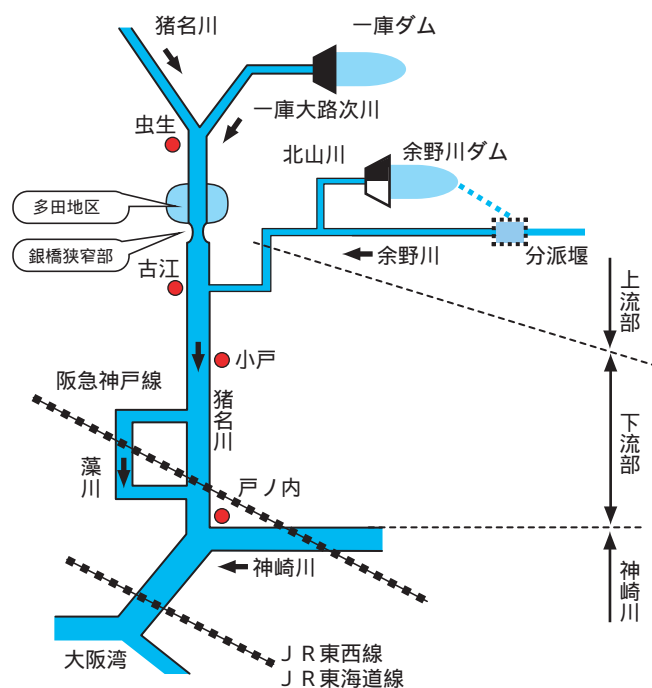 猪名川
一庫ダム
一庫大路次川
虫生
北山川
余野川ダム
多田地区
銀橋狭窄部
余野川
分派堰
古江
上流部
小戸
阪急神戸線
猪名川
下流部
藻川
戸ノ内
神崎川
神崎川
大阪湾
ＪＲ東西線
ＪＲ東海道線